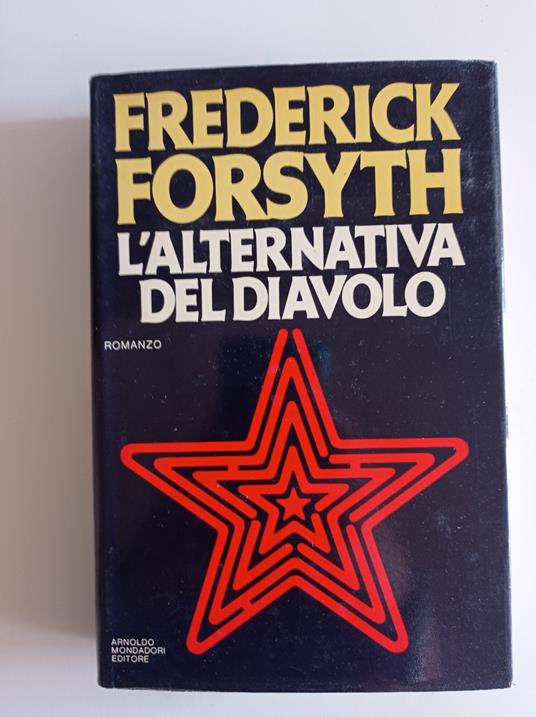 FREDERICK
FORSYTH
L'ALTERNATIVA
DEL DIAVOLO
ROMANZO
ARNOLDO
MONDADORI
EDITORE